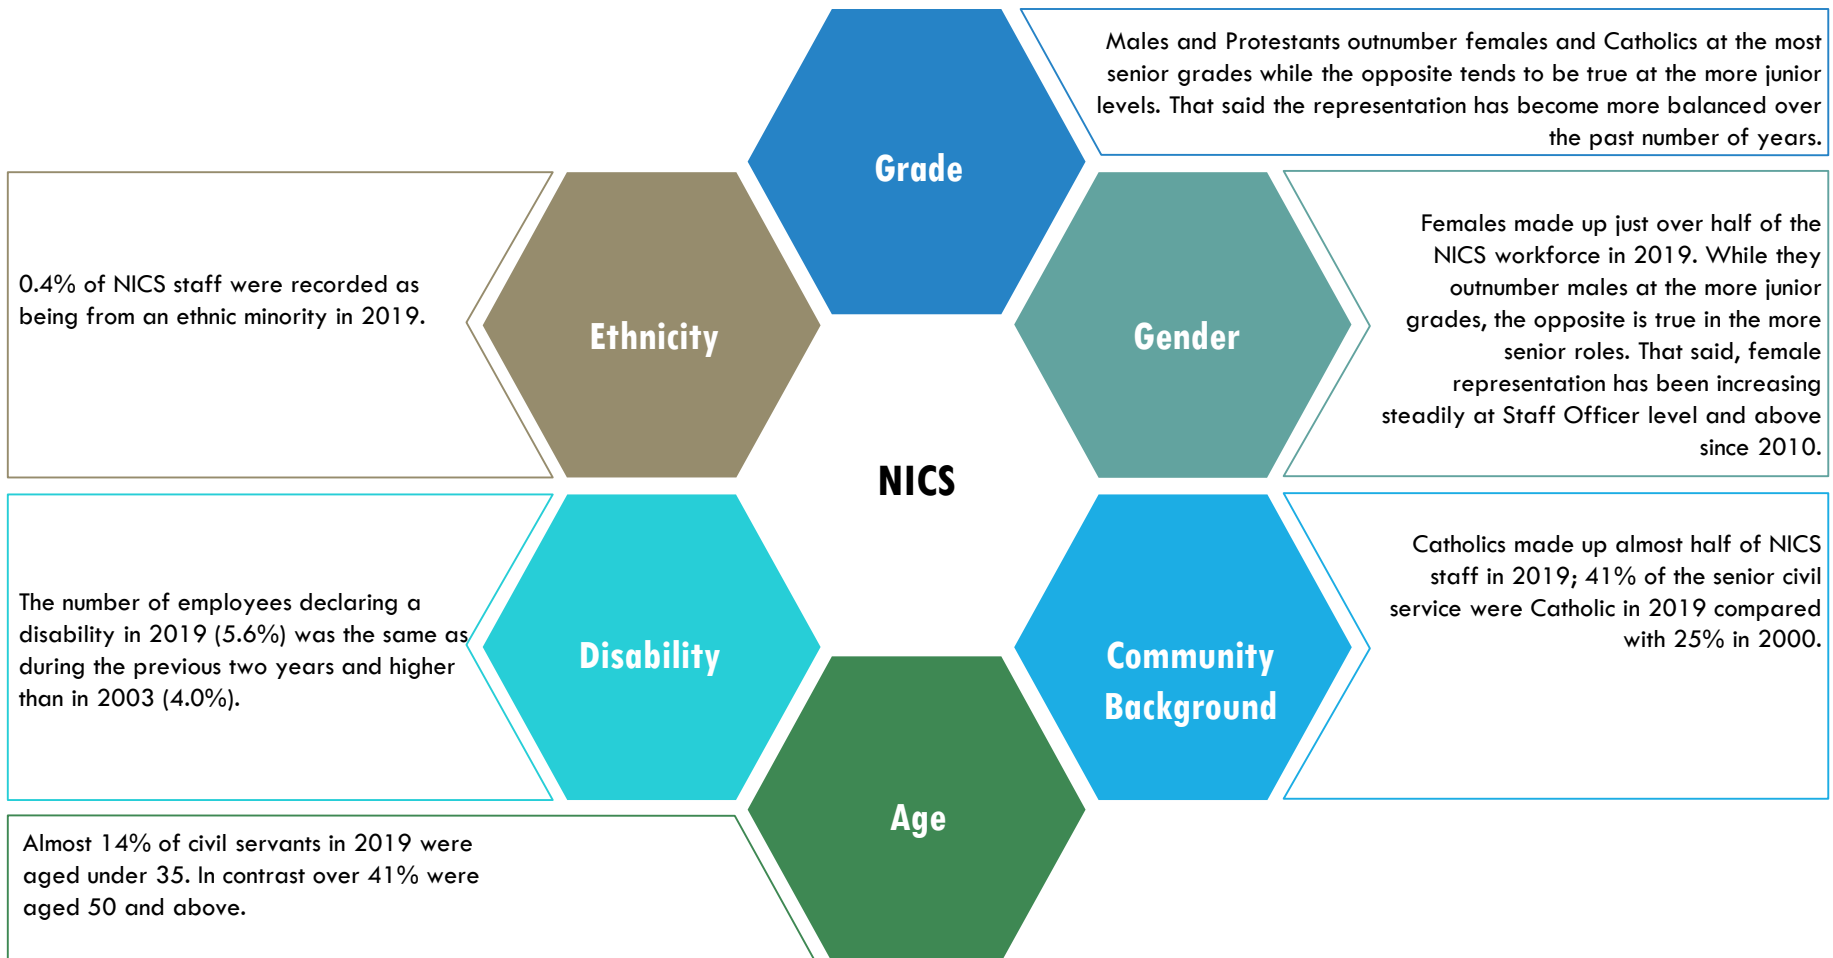 Males and Protestants outnumber females and Catholics at the most
senior grades while the opposite tends to be true at the more junior
levels. That said the representation has become more balanced over
the past number of years.
Grade
0.4% of NICS staff were recorded as
being from an ethnic minority in 2019.
Ethnicity
Gender
Females made up just over half of the
NICS workforce in 2019. While they
outnumber males at the more junior
grades, the opposite is true in the more
senior roles. That said, female
representation has been increasing
steadily at Staff Officer level and above
since 2010.
NICS
The number of employees declaring a
disability in 2019 (5.6%) was the same as
during the previous two years and higher
than in 2003 (4.0%).
Disability
Community
Background
Catholics made up almost half of NICS
staff in 2019; 41% of the senior civil
service were Catholic in 2019 compared
with 25% in 2000.
Age
Almost 14% of civil servants in 2019 were
aged under 35. In contrast over 41% were
aged 50 and above.